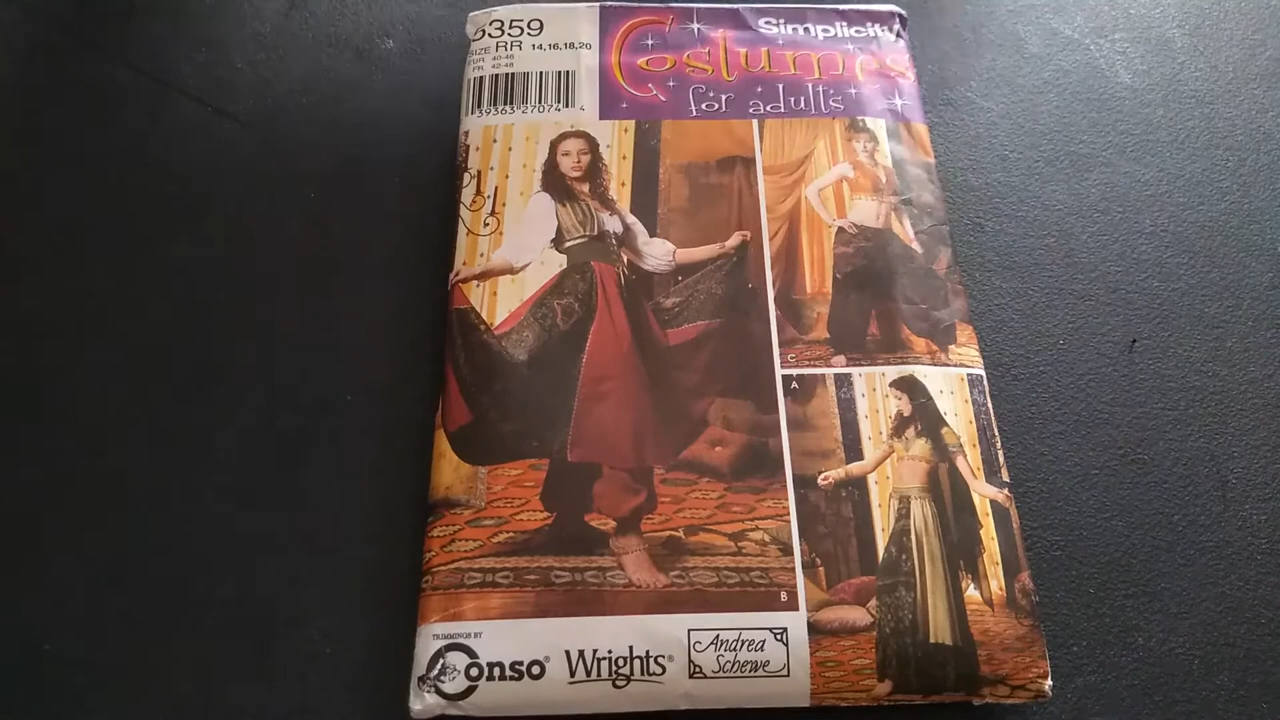 5359
SIZE RR 14,16,18,20
EUR. 40-46
FR. 42-48
39363 27074 4
Simplicity
Costumes
for adults
C
A
B
TRIMMINGS BY
Conso®
Wrights®
Andrea
Schewe